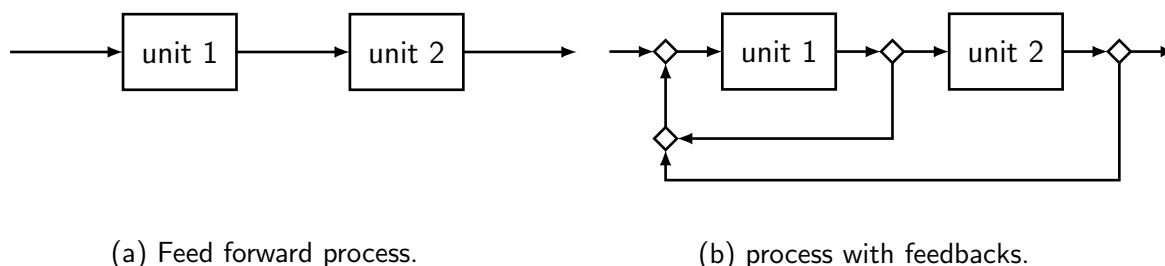 unit 1
unit 2
unit 1
unit 2
(a) Feed forward process.
(b) process with feedbacks.